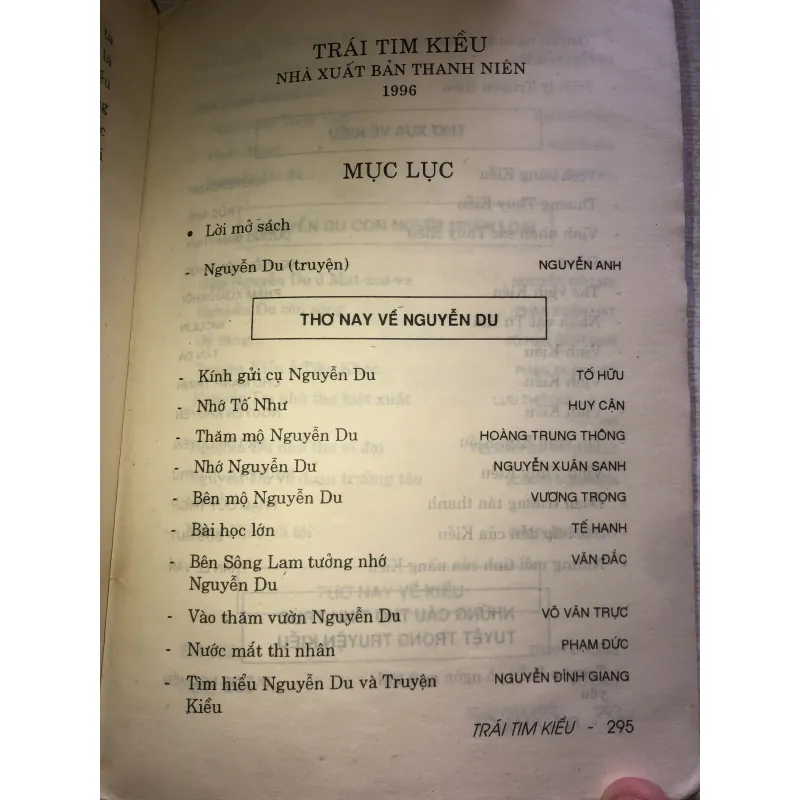 TRÁI TIM KIỀU
NHÀ XUẤT BẢN THANH NIÊN
1996
MỤC LỤC
• Lời mở sách
- Nguyễn Du (truyện) NGUYỄN ANH
THƠ NAY VỀ NGUYỄN DU
- Kính gửi cụ Nguyễn Du TỐ HỮU
- Nhớ Tố Như HUY CẬN
- Thăm mộ Nguyễn Du HOÀNG TRUNG THÔNG
- Nhớ Nguyễn Du NGUYỄN XUÂN SANH
- Bên mộ Nguyễn Du VƯƠNG TRỌNG
- Bài học lớn TẾ HANH
- Bên Sông Lam tưởng nhớ VĂN ĐẮC
Nguyễn Du
- Vào thăm vườn Nguyễn Du VÕ VĂN TRỰC
- Nước mắt thi nhân PHẠM ĐỨC
- Tìm hiểu Nguyễn Du và Truyện NGUYỄN ĐÌNH GIANG
Kiều
TRÁI TIM KIỀU - 295